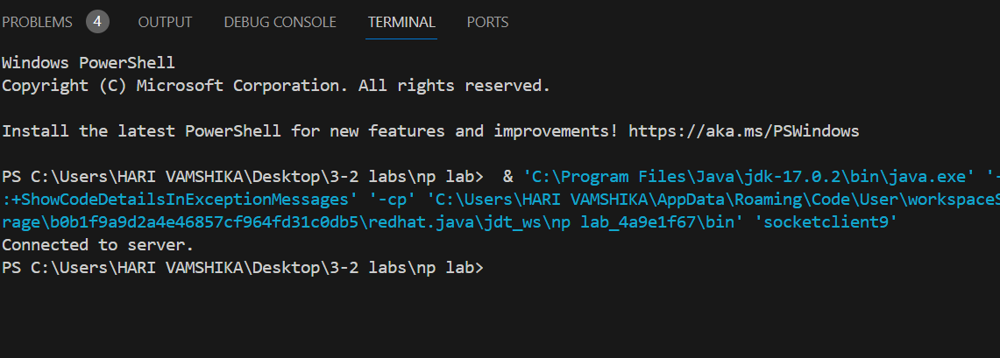 PROBLEMS 4 OUTPUT DEBUG CONSOLE TERMINAL PORTS
Windows PowerShell
Copyright (C) Microsoft Corporation. All rights reserved.
Install the latest PowerShell for new features and improvements! https://aka.ms/PSWindows
PS C:\Users\HARI VAMSHIKA\Desktop\3-2 labs\np lab>  & 'C:\Program Files\Java\jdk-17.0.2\bin\java.exe' '-
:+ShowCodeDetailsInExceptionMessages' '-cp' 'C:\Users\HARI VAMSHIKA\AppData\Roaming\Code\User\workspaceS
rage\b0b1f9a9d2a4e46857cf964fd31c0db5\redhat.java\jdt_ws\np lab_4a9e1f67\bin' 'socketclient9'
Connected to server.
PS C:\Users\HARI VAMSHIKA\Desktop\3-2 labs\np lab>